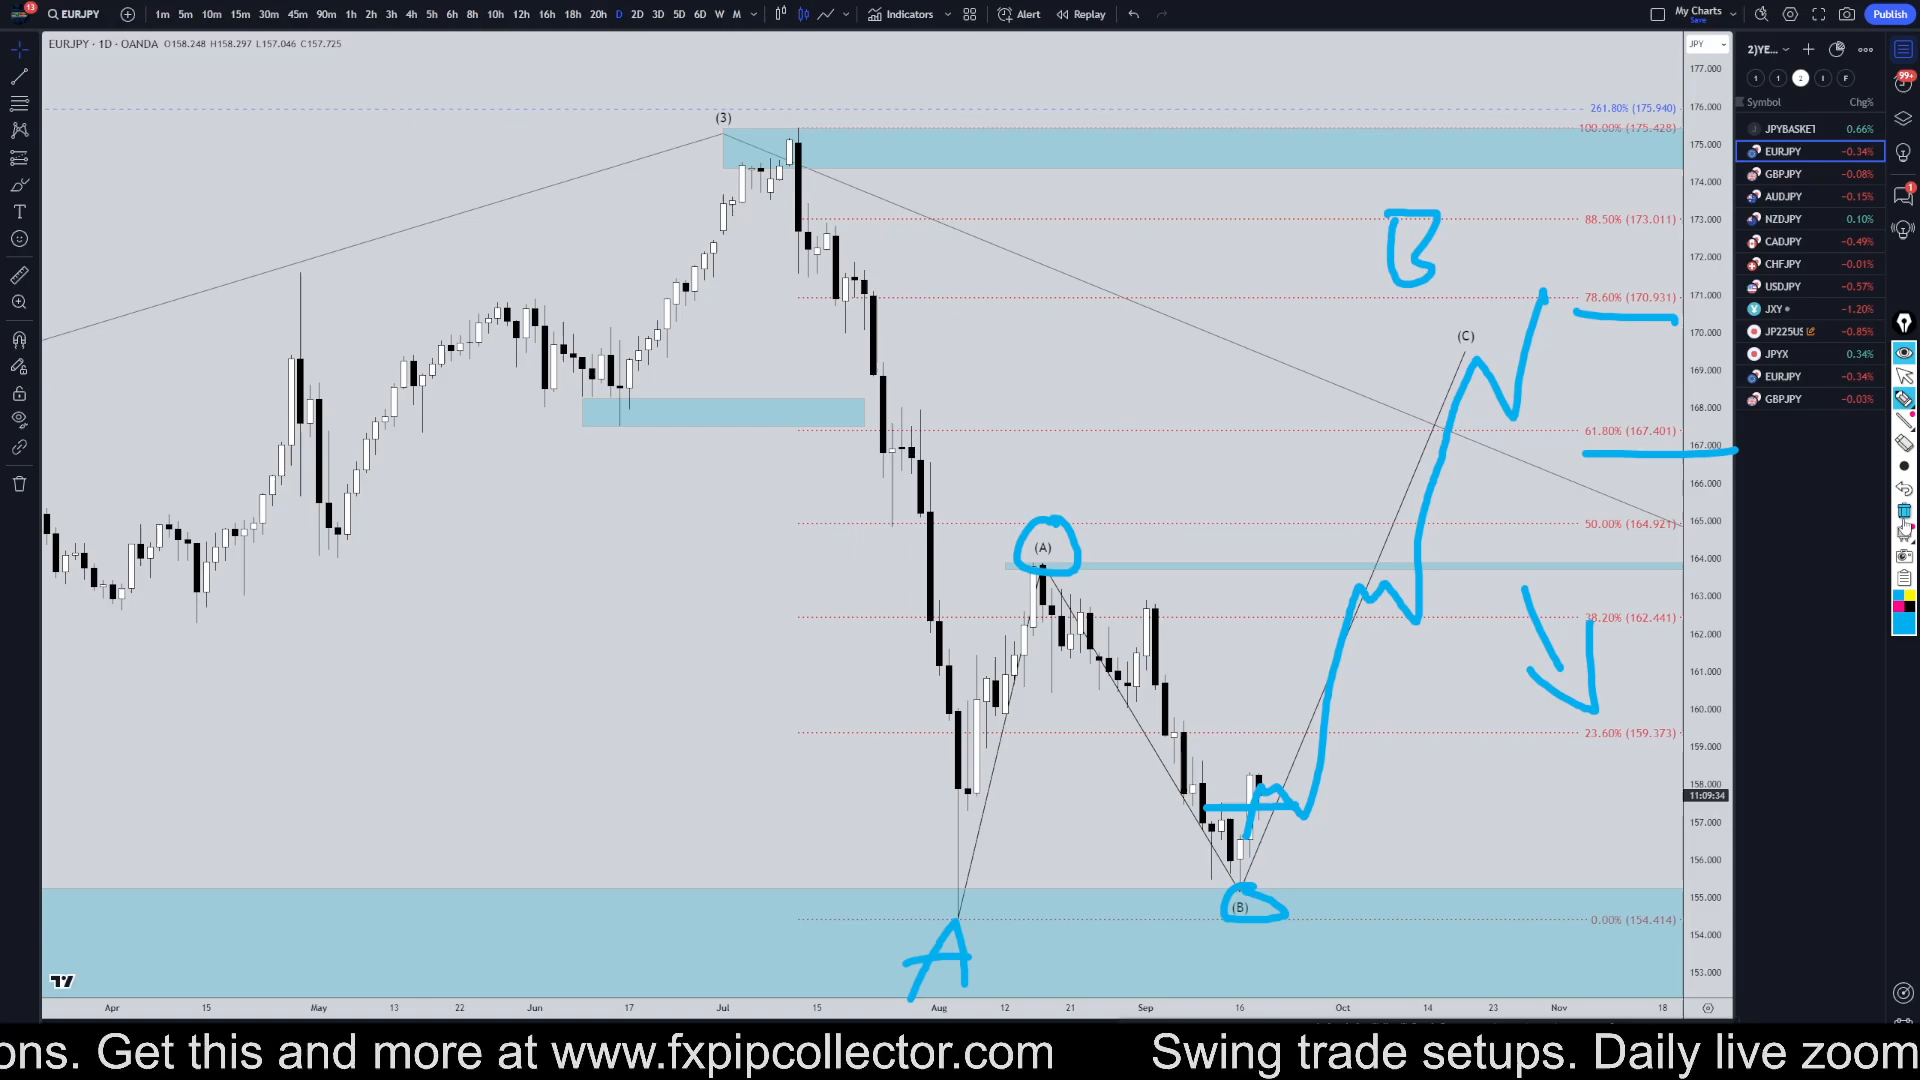 13 EURJPY 1m 5m 10m 15m 30m 45m 90m 1h 2h 3h 4h 5h 6h 8h 10h 12h 16h 18h 20h D 2D 3D 5D 6D W M Indicators Alert Replay My Charts Save Publish
EURJPY · 1D · OANDA O158.248 H158.297 L157.046 C157.725
JPY
2)YE...
1 1 2 I F
99+
Symbol Chg%
JPYBASKET 0.66%
EURJPY −0.34%
GBPJPY −0.08%
AUDJPY −0.15%
NZDJPY 0.10%
CADJPY −0.49%
CHFJPY −0.01%
USDJPY −0.57%
JXY −1.20%
JP225US −0.85%
JPYX 0.34%
EURJPY −0.34%
GBPJPY −0.03%
1
177.000
176.000
175.000
174.000
173.000
172.000
171.000
170.000
169.000
168.000
167.000
166.000
165.000
164.000
163.000
162.000
161.000
160.000
159.000
158.000
11:09:34
157.000
156.000
155.000
154.000
153.000
261.80% (175.940)
100.00% (175.428)
88.50% (173.011)
78.60% (170.931)
61.80% (167.401)
50.00% (164.921)
38.20% (162.441)
23.60% (159.373)
0.00% (154.414)
(3)
B
(C)
(A)
(B)
A
Apr 15 May 13 22 Jun 17 Jul 15 Aug 12 21 Sep 16 Oct 14 23 Nov 18
ons. Get this and more at www.fxpipcollector.com Swing trade setups. Daily live zoom